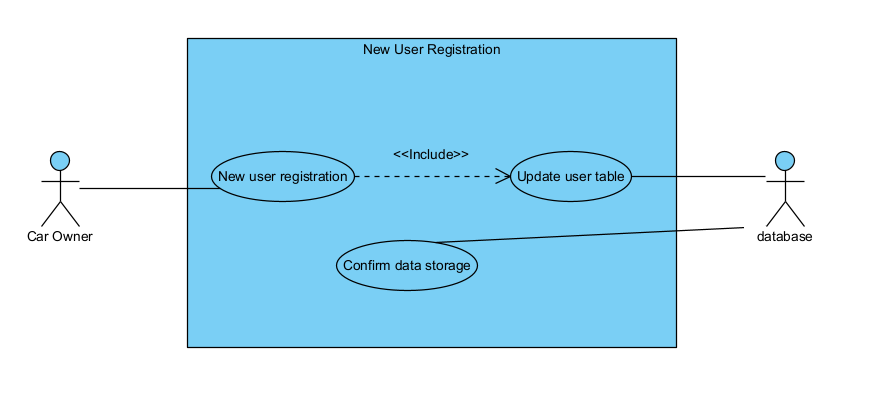 New User Registration
<<Include>>
New user registration
Update user table
Car Owner
database
Confirm data storage